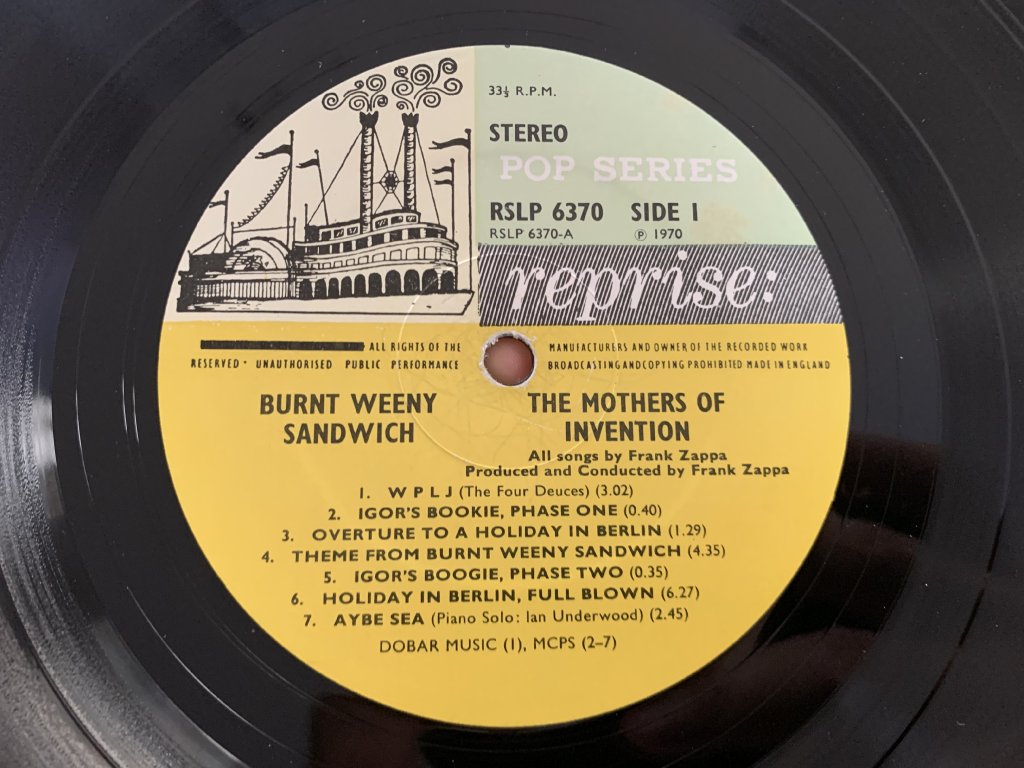 33⅓ R.P.M.
STEREO
POP SERIES
RSLP 6370 SIDE 1
RSLP 6370-A ℗ 1970
reprise:
ALL RIGHTS OF THE MANUFACTURERS AND OWNER OF THE RECORDED WORK
RESERVED · UNAUTHORISED PUBLIC PERFORMANCE BROADCASTING AND COPYING PROHIBITED MADE IN ENGLAND
BURNT WEENY
SANDWICH
THE MOTHERS OF
INVENTION
All songs by Frank Zappa
Produced and Conducted by Frank Zappa
1. W P L J (The Four Deuces) (3.02)
2. IGOR'S BOOKIE, PHASE ONE (0.40)
3. OVERTURE TO A HOLIDAY IN BERLIN (1.29)
4. THEME FROM BURNT WEENY SANDWICH (4.35)
5. IGOR'S BOOGIE, PHASE TWO (0.35)
6. HOLIDAY IN BERLIN, FULL BLOWN (6.27)
7. AYBE SEA (Piano Solo: Ian Underwood) (2.45)
DOBAR MUSIC (1), MCPS (2–7)